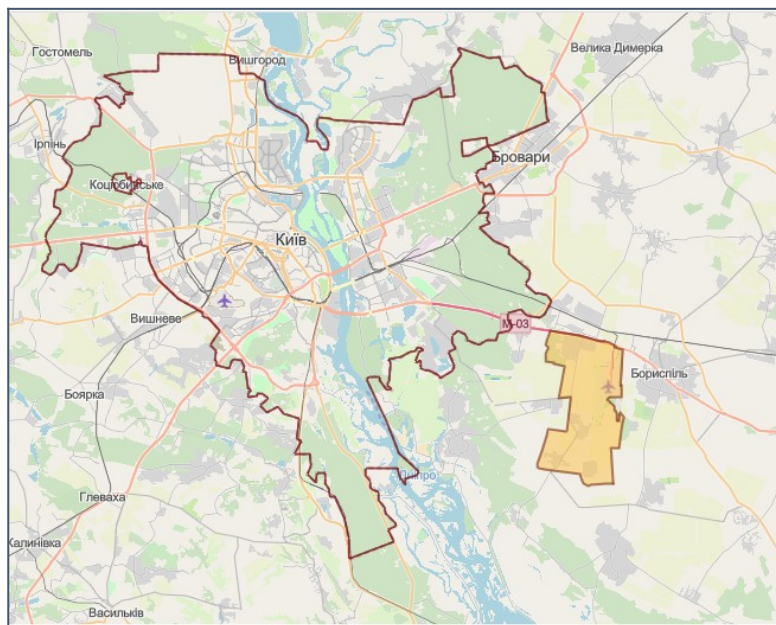 Гостомель
Вишгород
Велика Димерка
Ірпінь
Бровари
Коцюбинське
Київ
Вишневе
М-03
Бориспіль
Боярка
Дніпро
Глеваха
Калинівка
Васильків